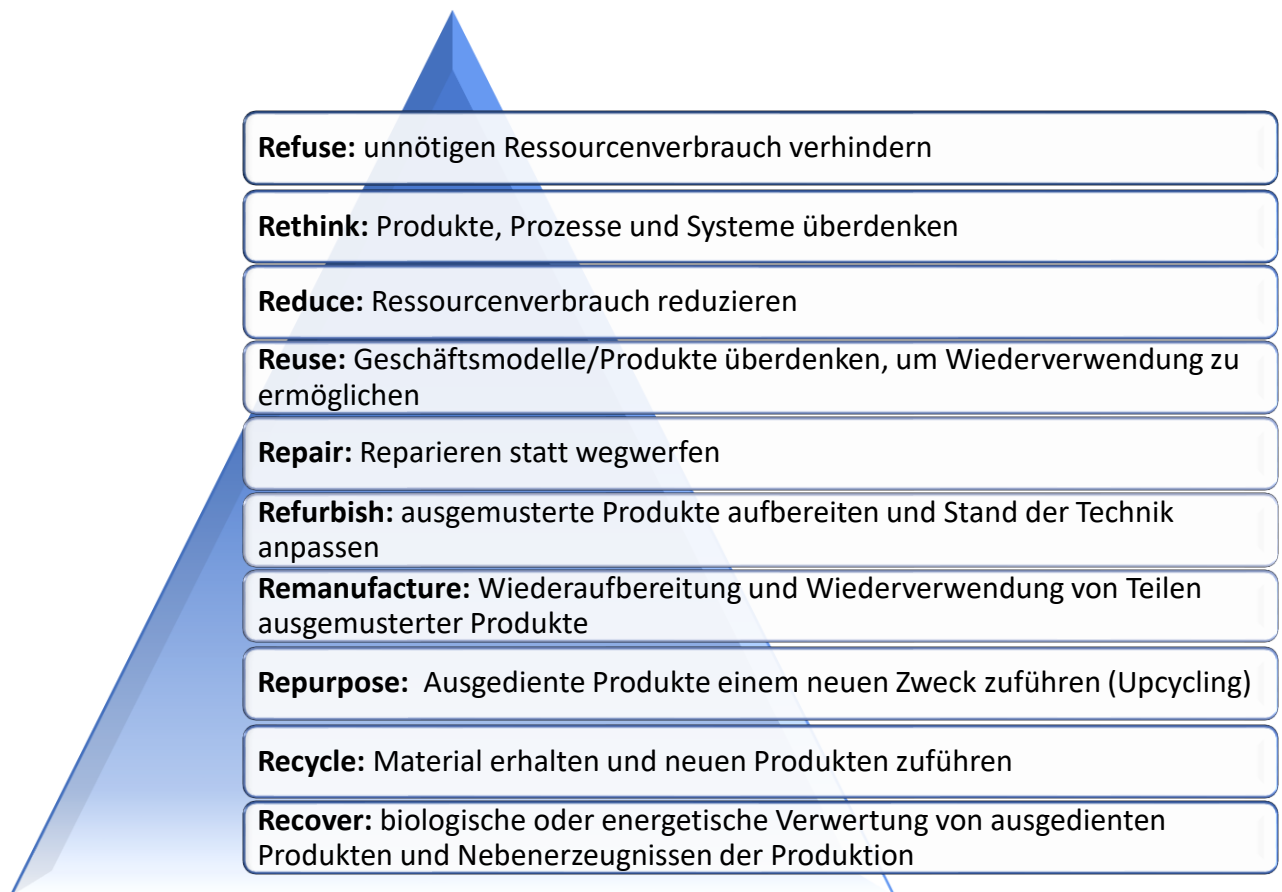 Refuse: unnötigen Ressourcenverbrauch verhindern
Rethink: Produkte, Prozesse und Systeme überdenken
Reduce: Ressourcenverbrauch reduzieren
Reuse: Geschäftsmodelle/Produkte überdenken, um Wiederverwendung zu
ermöglichen
Repair: Reparieren statt wegwerfen
Refurbish: ausgemusterte Produkte aufbereiten und Stand der Technik
anpassen
Remanufacture: Wiederaufbereitung und Wiederverwendung von Teilen
ausgemusterter Produkte
Repurpose: Ausgediente Produkte einem neuen Zweck zuführen (Upcycling)
Recycle: Material erhalten und neuen Produkten zuführen
Recover: biologische oder energetische Verwertung von ausgedienten
Produkten und Nebenerzeugnissen der Produktion